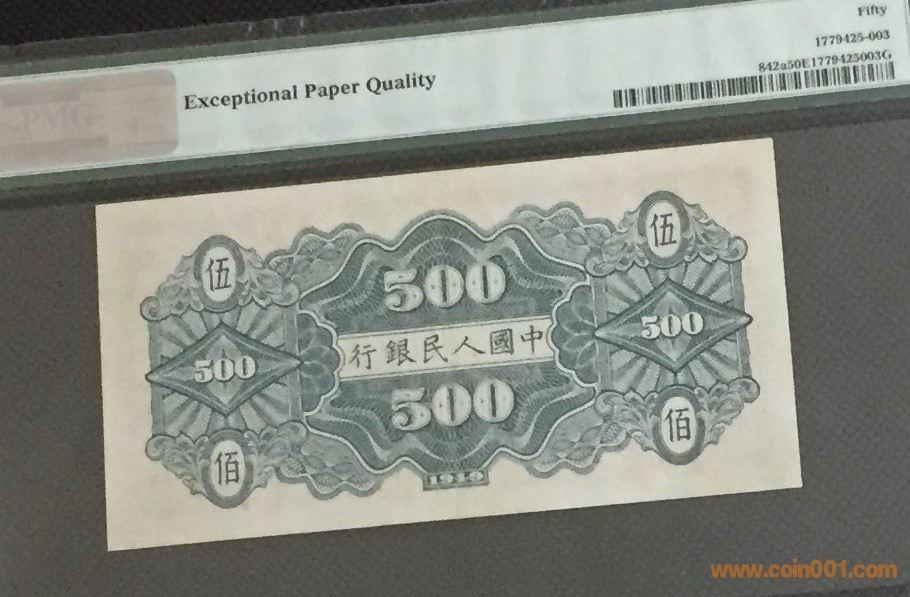 Fifty
1779425-003
842a50E1779425003G
PMG
Exceptional Paper Quality
伍
伍
500
500
500
行銀民人國中
500
佰
佰
www.coin001.com